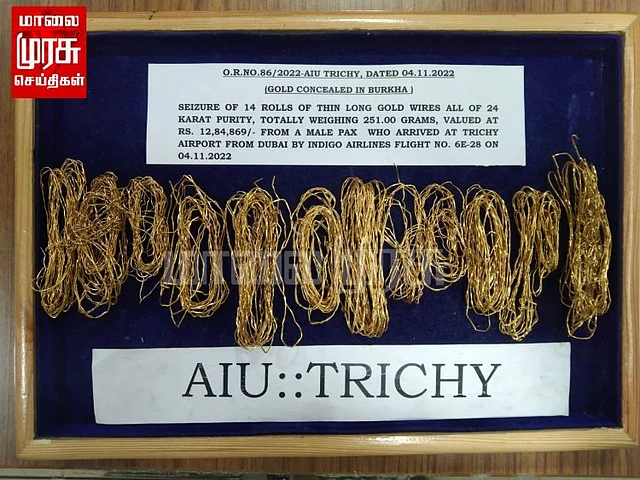 மாலை
முரசு
செய்திகள்
O.R.NO.86/2022-AIU TRICHY, DATED 04.11.2022
(GOLD CONCEALED IN BURKHA )
SEIZURE OF 14 ROLLS OF THIN LONG GOLD WIRES ALL OF 24
KARAT PURITY, TOTALLY WEIGHING 251.00 GRAMS, VALUED AT
RS. 12,84,869/- FROM A MALE PAX WHO ARRIVED AT TRICHY
AIRPORT FROM DUBAI BY INDIGO AIRLINES FLIGHT NO. 6E-28 ON
04.11.2022
மாலை முரசு
AIU::TRICHY